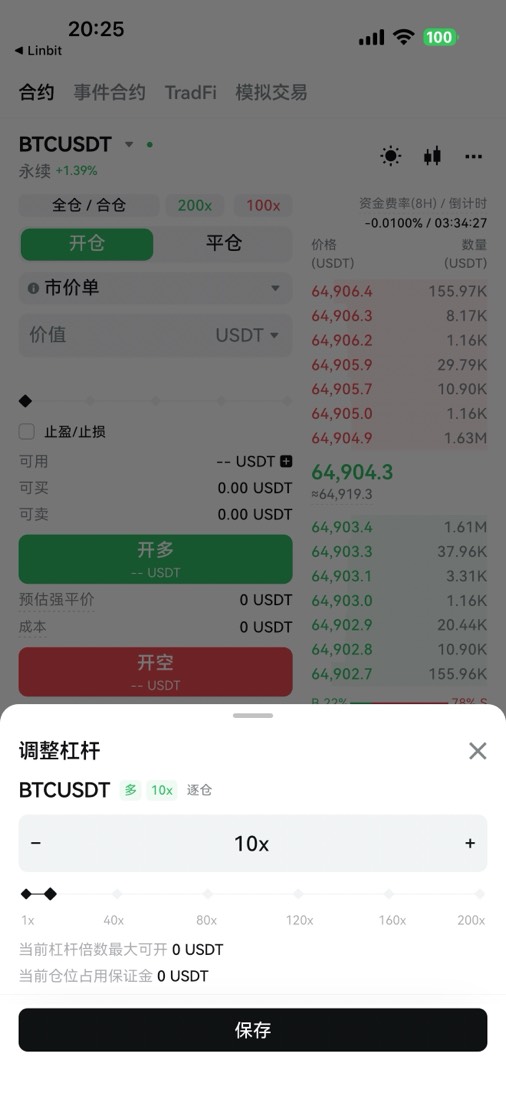 20:25
100
◀ Linbit
合约 事件合约 TradFi 模拟交易
BTCUSDT
永续 +1.39%
全仓 / 合仓 200x 100x
资金费率(8H) / 倒计时
-0.0100% / 03:34:27
开仓 平仓
价格 数量
(USDT) (USDT)
市价单
价值 USDT
止盈/止损
可用 -- USDT
可买 0.00 USDT
可卖 0.00 USDT
开多
-- USDT
预估强平价 0 USDT
成本 0 USDT
开空
-- USDT
64,906.4 155.97K
64,906.3 8.17K
64,906.2 1.16K
64,905.9 29.79K
64,905.7 10.90K
64,905.0 1.16K
64,904.9 1.63M
64,904.3
≈64,919.3
64,903.4 1.61M
64,903.3 37.96K
64,903.1 3.31K
64,903.0 1.16K
64,902.9 20.44K
64,902.8 10.90K
64,902.7 155.96K
B 22% 78% S
调整杠杆
BTCUSDT 多 10x 逐仓
− 10x +
1x 40x 80x 120x 160x 200x
当前杠杆倍数最大可开 0 USDT
当前仓位占用保证金 0 USDT
保存